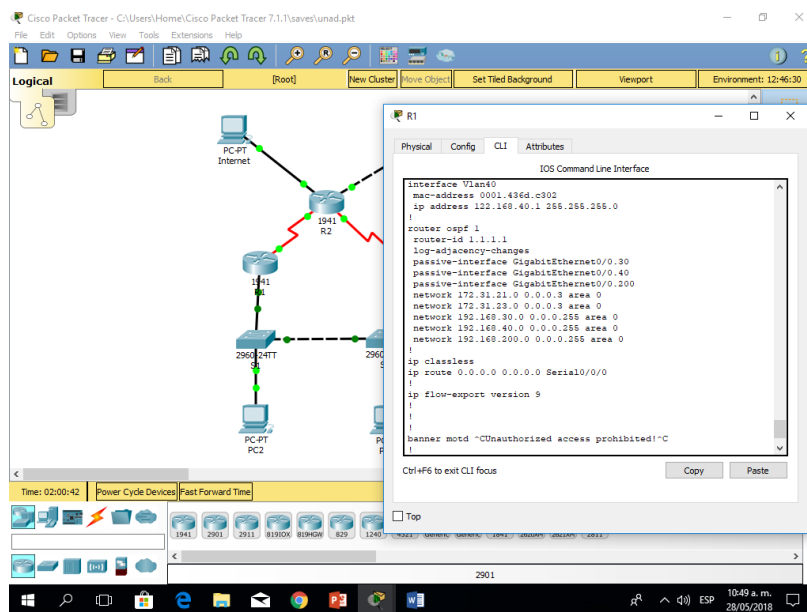 Cisco Packet Tracer - C:\Users\Home\Cisco Packet Tracer 7.1.1\saves\unad.pkt
File Edit Options View Tools Extensions Help
Logical Back [Root] New Cluster Move Object Set Tiled Background Viewport Environment: 12:46:30
PC-PT
Internet
1941
R2
1941
R1
2960-24TT
S1
2960
S
PC-PT
PC2
P
P
R1
Physical Config CLI Attributes
IOS Command Line Interface
interface Vlan40
mac-address 0001.436d.c302
ip address 122.168.40.1 255.255.255.0
!
router ospf 1
router-id 1.1.1.1
log-adjacency-changes
passive-interface GigabitEthernet0/0.30
passive-interface GigabitEthernet0/0.40
passive-interface GigabitEthernet0/0.200
network 172.31.21.0 0.0.0.3 area 0
network 172.31.23.0 0.0.0.3 area 0
network 192.168.30.0 0.0.0.255 area 0
network 192.168.40.0 0.0.0.255 area 0
network 192.168.200.0 0.0.0.255 area 0
!
ip classless
ip route 0.0.0.0 0.0.0.0 Serial0/0/0
!
ip flow-export version 9
!
!
!
banner motd ^CUnauthorized access prohibited!^C
!
Ctrl+F6 to exit CLI focus Copy Paste
Top
Time: 02:00:42 Power Cycle Devices Fast Forward Time
1941 2901 2911 819IOX 819HGW 829 1240 4321 Generic Generic 1841 2620XM 2621XM 2811
2901
ESP 10:49 a. m.
28/05/2018